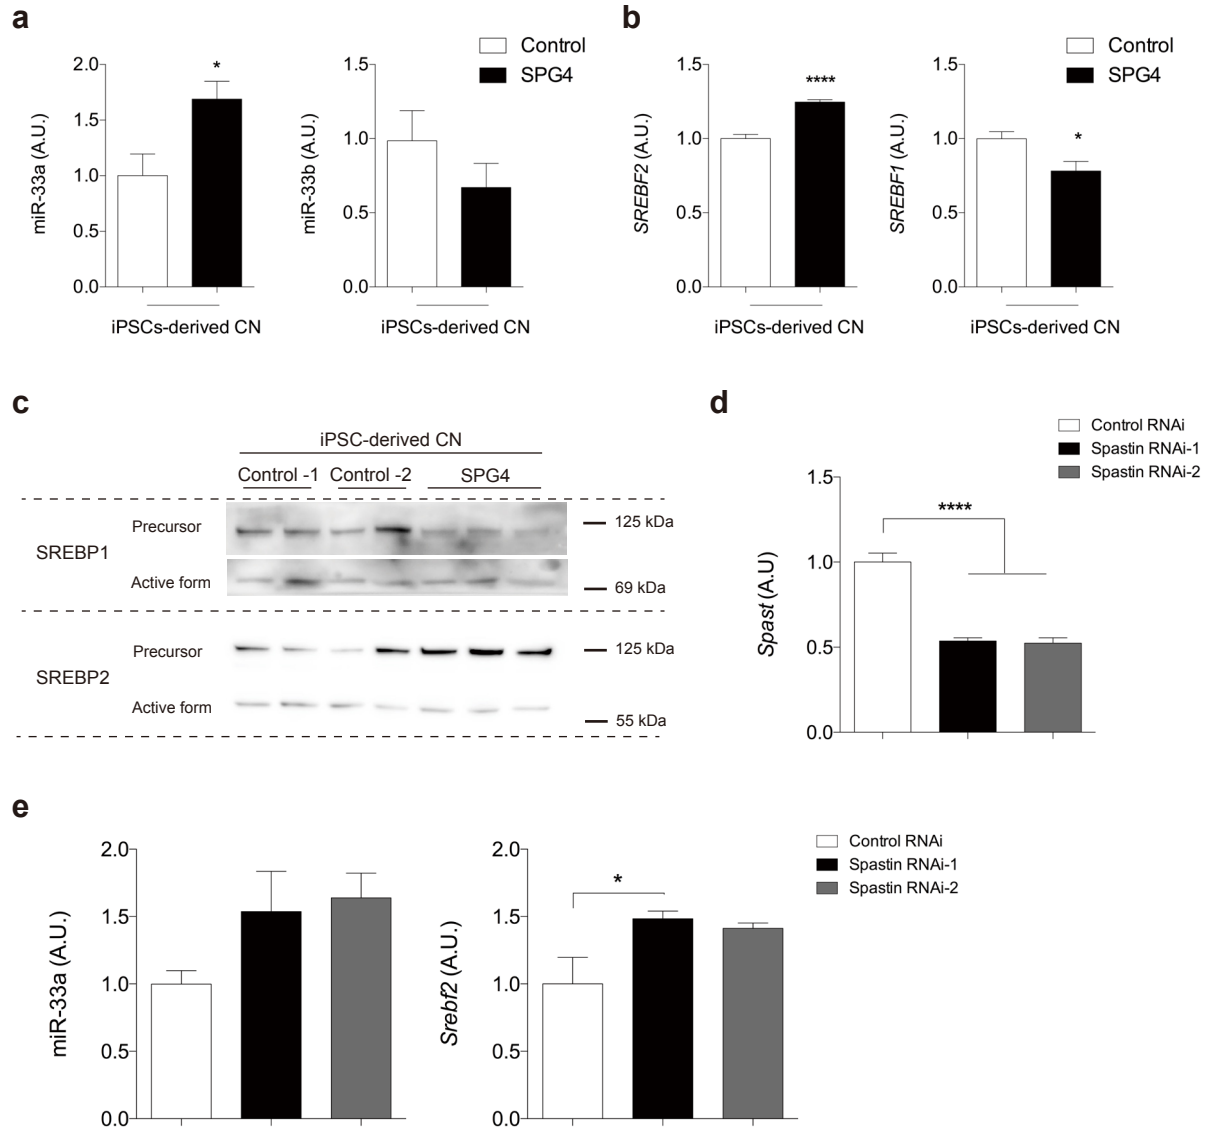 a
Control
SPG4
miR-33a (A.U.)
2.0
1.5
1.0
0.5
0.0
*
iPSCs-derived CN
miR-33b (A.U.)
1.5
1.0
0.5
0.0
iPSCs-derived CN
b
Control
SPG4
SREBF2 (A.U.)
1.5
1.0
0.5
0.0
****
iPSCs-derived CN
SREBF1 (A.U.)
1.5
1.0
0.5
0.0
*
iPSCs-derived CN
c
iPSC-derived CN
Control -1 Control -2 SPG4
SREBP1
Precursor
125 kDa
Active form
69 kDa
SREBP2
Precursor
125 kDa
Active form
55 kDa
d
Control RNAi
Spastin RNAi-1
Spastin RNAi-2
Spast (A.U)
1.5
1.0
0.5
0.0
****
e
miR-33a (A.U.)
2.0
1.5
1.0
0.5
0.0
Srebf2 (A.U.)
2.0
1.5
1.0
0.5
0.0
*
Control RNAi
Spastin RNAi-1
Spastin RNAi-2